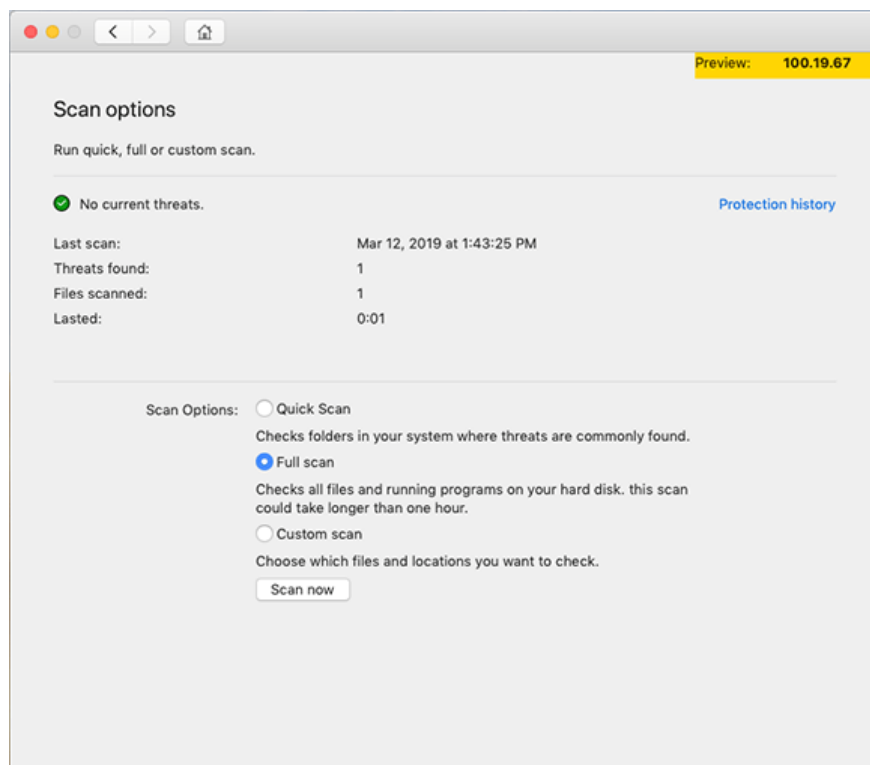 Preview: 100.19.67
Scan options
Run quick, full or custom scan.
No current threats. Protection history
Last scan: Mar 12, 2019 at 1:43:25 PM
Threats found: 1
Files scanned: 1
Lasted: 0:01
Scan Options: Quick Scan
Checks folders in your system where threats are commonly found.
Full scan
Checks all files and running programs on your hard disk. this scan
could take longer than one hour.
Custom scan
Choose which files and locations you want to check.
Scan now